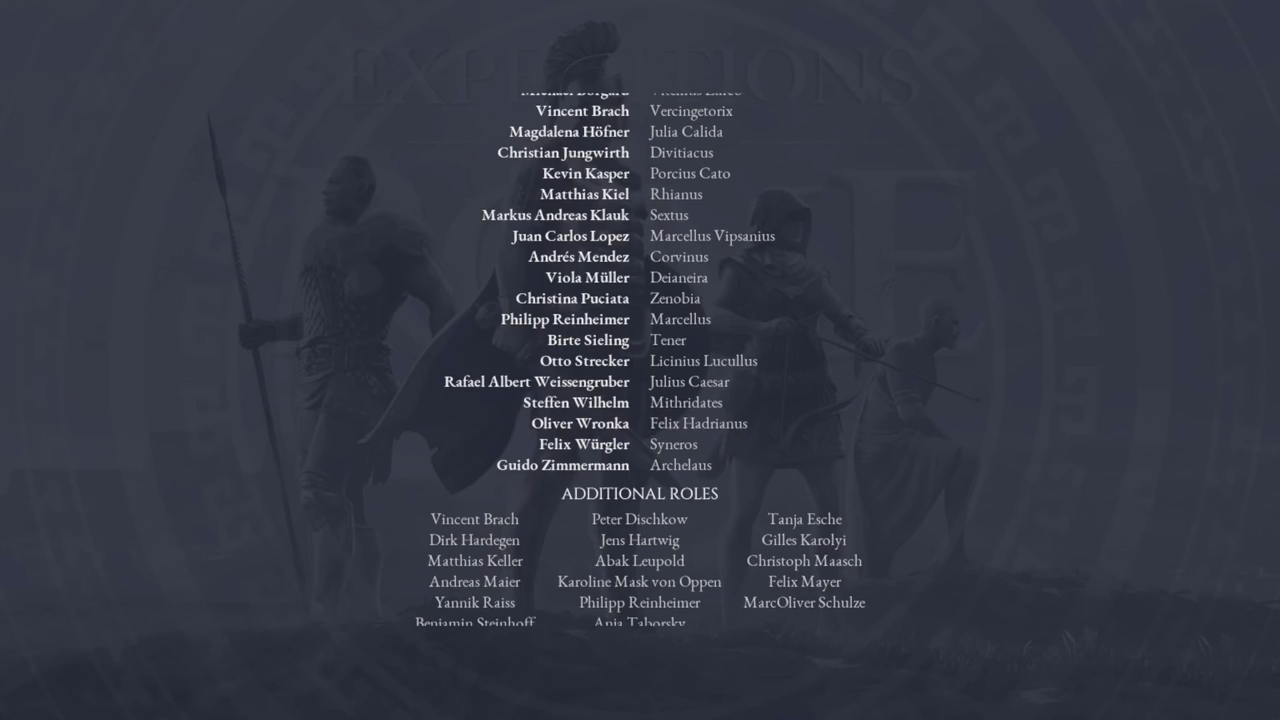 EXPEDITIONS
Vincent Brach Vercingetorix
Magdalena Höfner Julia Calida
Christian Jungwirth Divitiacus
Kevin Kasper Porcius Cato
Matthias Kiel Rhianus
Markus Andreas Klauk Sextus
Juan Carlos Lopez Marcellus Vipsanius
Andrés Mendez Corvinus
Viola Müller Deianeira
Christina Puciata Zenobia
Philipp Reinheimer Marcellus
Birte Sieling Tener
Otto Strecker Licinius Lucullus
Rafael Albert Weissengruber Julius Caesar
Steffen Wilhelm Mithridates
Oliver Wronka Felix Hadrianus
Felix Würgler Syneros
Guido Zimmermann Archelaus
ADDITIONAL ROLES
Vincent Brach Peter Dischkow Tanja Esche
Dirk Hardegen Jens Hartwig Gilles Karolyi
Matthias Keller Abak Leupold Christoph Maasch
Andreas Maier Karoline Mask von Oppen Felix Mayer
Yannik Raiss Philipp Reinheimer MarcOliver Schulze
Benjamin Steinhoff Anja Taborsky